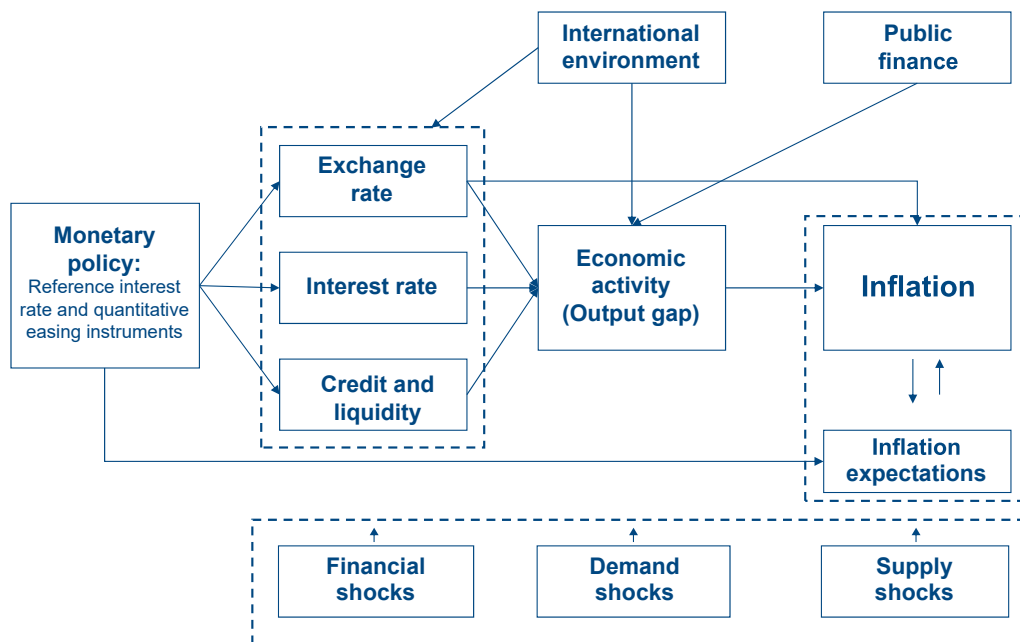 International
environment
Public
finance
Exchange
rate
Monetary
policy:
Reference interest
rate and quantitative
easing instruments
Interest rate
Economic
activity
(Output gap)
Inflation
Credit and
liquidity
Inflation
expectations
Financial
shocks
Demand
shocks
Supply
shocks